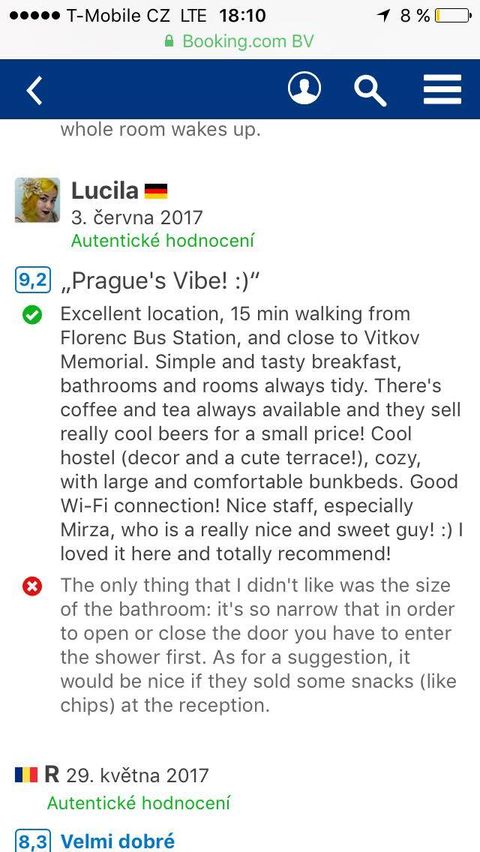 T-Mobile CZ LTE 18:10 8 %
Booking.com BV
whole room wakes up.
Lucila
3. června 2017
Autentické hodnocení
9,2 „Prague's Vibe! :)“
Excellent location, 15 min walking from
Florenc Bus Station, and close to Vitkov
Memorial. Simple and tasty breakfast,
bathrooms and rooms always tidy. There's
coffee and tea always available and they sell
really cool beers for a small price! Cool
hostel (decor and a cute terrace!), cozy,
with large and comfortable bunkbeds. Good
Wi-Fi connection! Nice staff, especially
Mirza, who is a really nice and sweet guy! :) I
loved it here and totally recommend!
The only thing that I didn't like was the size
of the bathroom: it's so narrow that in order
to open or close the door you have to enter
the shower first. As for a suggestion, it
would be nice if they sold some snacks (like
chips) at the reception.
R 29. května 2017
Autentické hodnocení
8,3 Velmi dobré